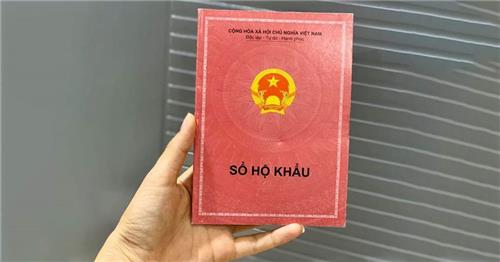 CỘNG HÒA XÃ HỘI CHỦ NGHĨA VIỆT NAM
Độc lập - Tự do - Hạnh phúc
SỔ HỘ KHẨU